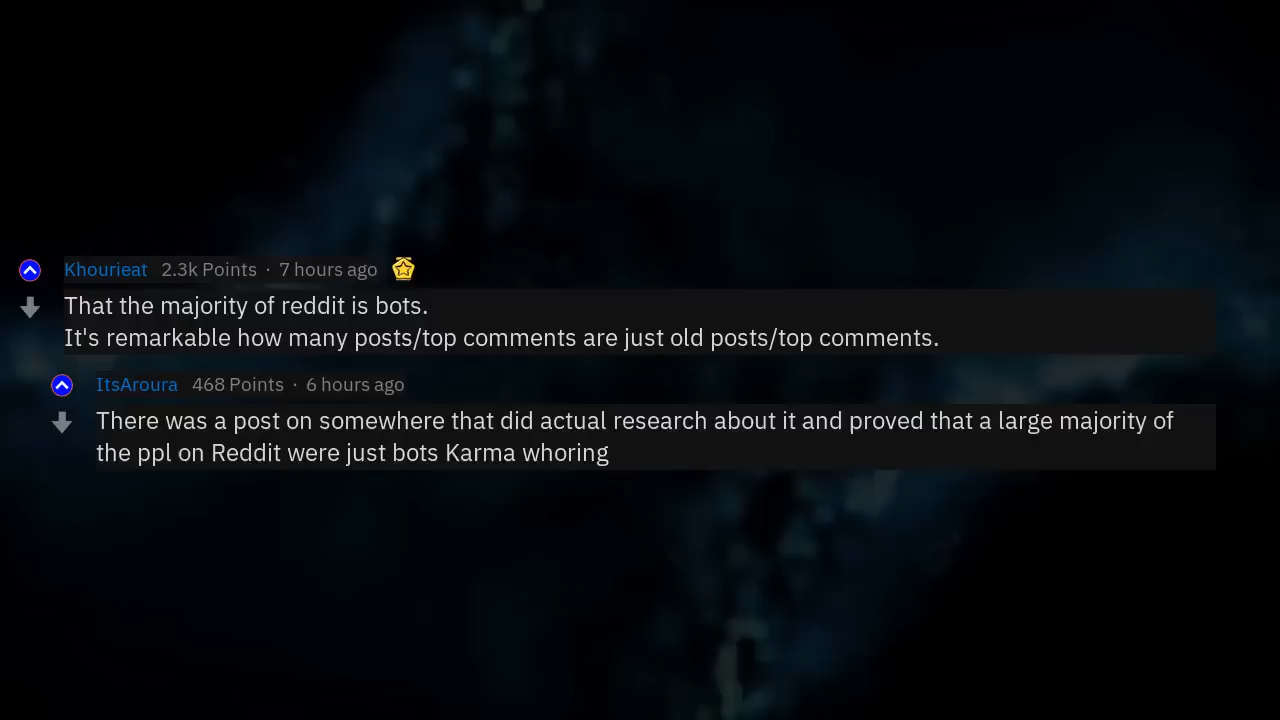 Khourieat 2.3k Points · 7 hours ago
That the majority of reddit is bots.
It's remarkable how many posts/top comments are just old posts/top comments.
ItsAroura 468 Points · 6 hours ago
There was a post on somewhere that did actual research about it and proved that a large majority of
the ppl on Reddit were just bots Karma whoring